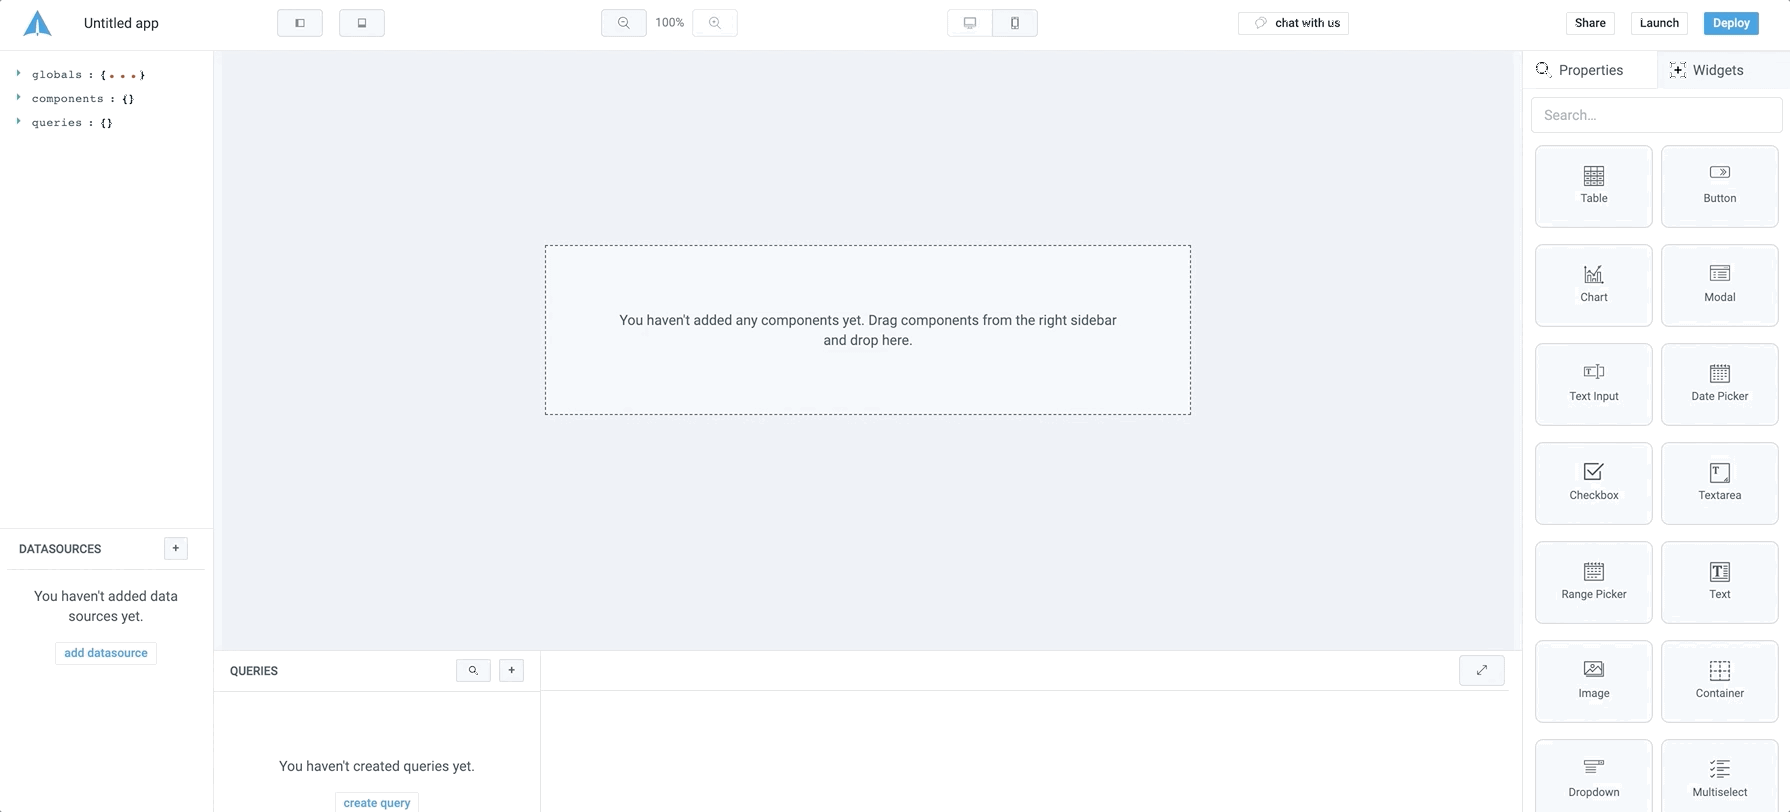 Untitled app
100%
chat with us
Share
Launch
Deploy
globals : {...}
components : {}
queries : {}
You haven't added any components yet. Drag components from the right sidebar
and drop here.
DATASOURCES
+
You haven't added data
sources yet.
add datasource
QUERIES
+
You haven't created queries yet.
create query
Properties
Widgets
Search...
Table
Button
Chart
Modal
Text Input
Date Picker
Checkbox
Textarea
Range Picker
Text
Image
Container
Dropdown
Multiselect